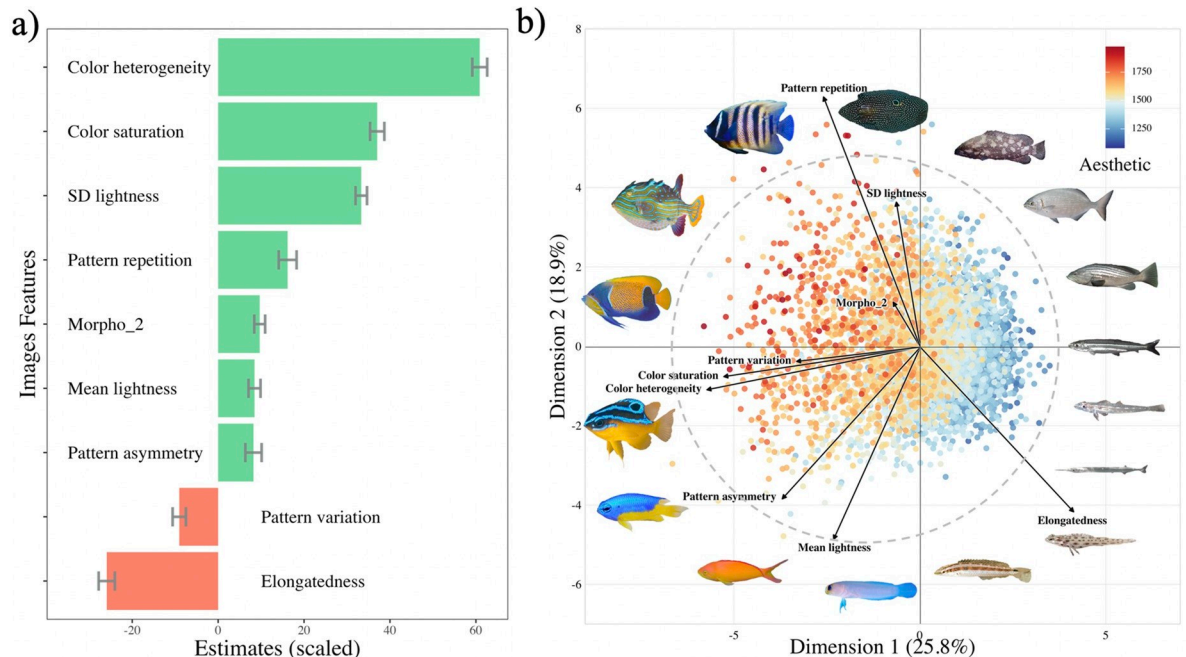 a)
Images Features
Color heterogeneity
Color saturation
SD lightness
Pattern repetition
Morpho_2
Mean lightness
Pattern asymmetry
Pattern variation
Elongatedness
-20
0
20
40
60
Estimates (scaled)
b)
Dimension 2 (18.9%)
8
6
4
2
0
-2
-4
-6
Pattern repetition
SD lightness
Morpho_2
Pattern variation
Color saturation
Color heterogeneity
Pattern asymmetry
Mean lightness
Elongatedness
1750
1500
1250
Aesthetic
-5
0
5
Dimension 1 (25.8%)